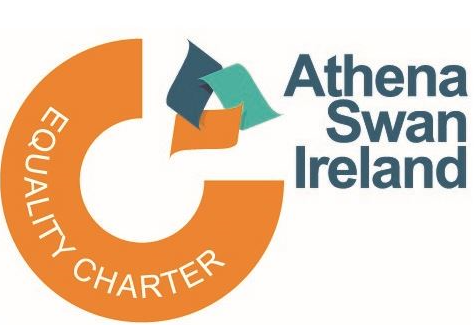 Athena
Swan
Ireland
EQUALITY CHARTER